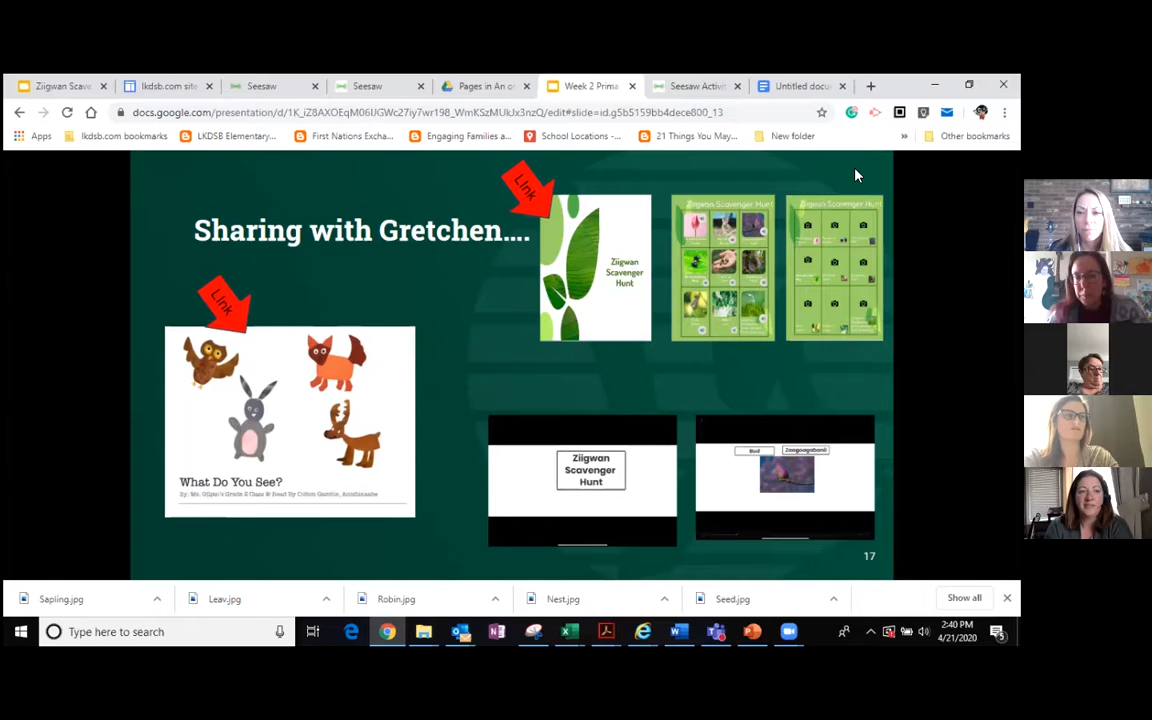 Ziigwan Scave
lkdsb.com site
Seesaw
Seesaw
Pages in An o
Week 2 Prima
Seesaw Activi
Untitled docu
docs.google.com/presentation/d/1K_iZ8AXOEqM06IJGWc27iy7wr198_WmKSzMUkJx3nzQ/edit#slide=id.g5b5159bb4dece800_13
Apps
lkdsb.com bookmarks
LKDSB Elementary...
First Nations Excha...
Engaging Families a...
School Locations -...
21 Things You May...
New folder
»
Other bookmarks
Link
Sharing with Gretchen....
Ziigwan
Scavenger
Hunt
Ziigwan Scavenger Hunt
Ziigwan Scavenger Hunt
Link
What Do You See?
Ziigwan
Scavenger
Hunt
Bud
17
Sapling.jpg
Leav.jpg
Robin.jpg
Nest.jpg
Seed.jpg
Show all
Type here to search
2:40 PM
4/21/2020